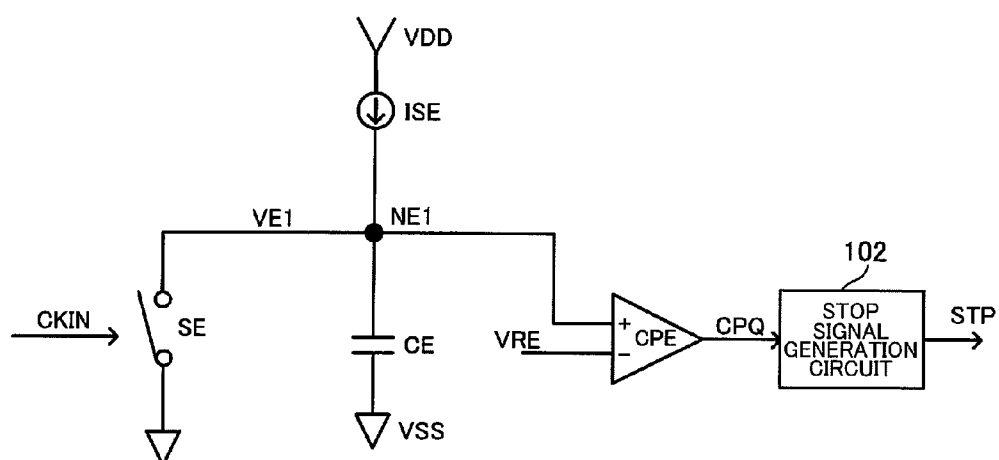 VDD
ISE
VE1
NE1
102
CKIN
SE
CE
VRE
+
−
CPE
CPQ
STOP
SIGNAL
GENERATION
CIRCUIT
STP
VSS